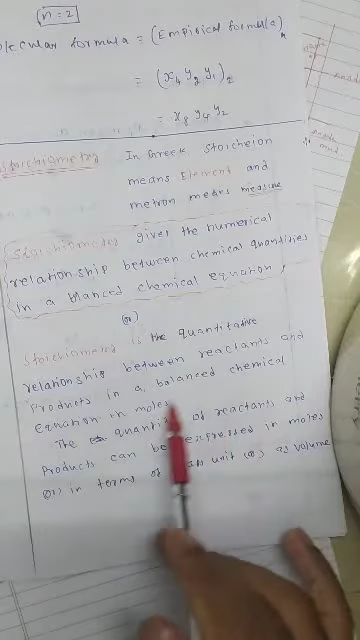 n = 2
lecular formula = (Empirical formula)n
= (x4 y2 y1)2
= x8 y4 y2
Stoichiometry In Greek Stoicheion
means Element and
metron means measure
Stoichiometry gives the numerical
relationship between chemical quantities
in a blanced chemical equation,
(or)
Stoichiometry is the quantitative
relationship between reactants and
Products in a balanced chemical
Equation in moles
The quantiti of reactants and
Products can be expressed in moles
(or) in terms of unit (or) as volume